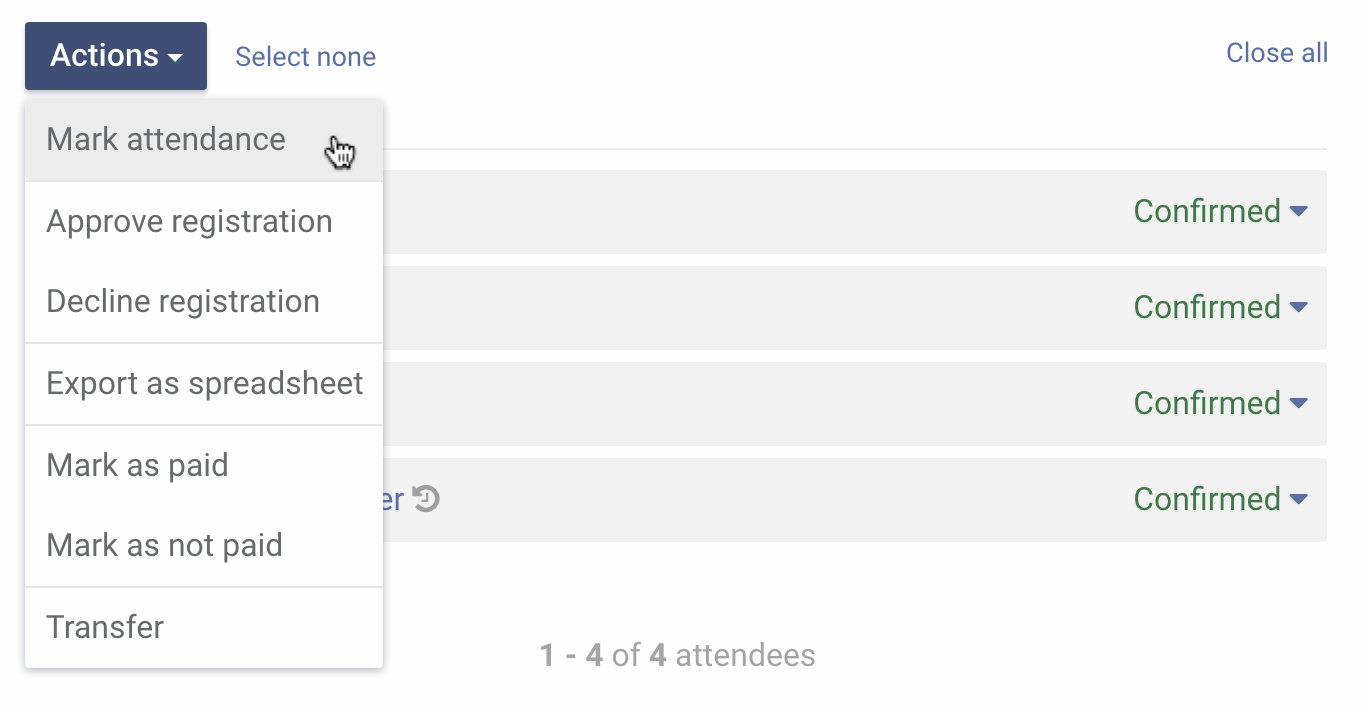 Actions
Select none
Close all
Mark attendance
Approve registration
Decline registration
Export as spreadsheet
Mark as paid
Mark as not paid
Transfer
Confirmed
Confirmed
Confirmed
er
Confirmed
1 - 4 of 4 attendees